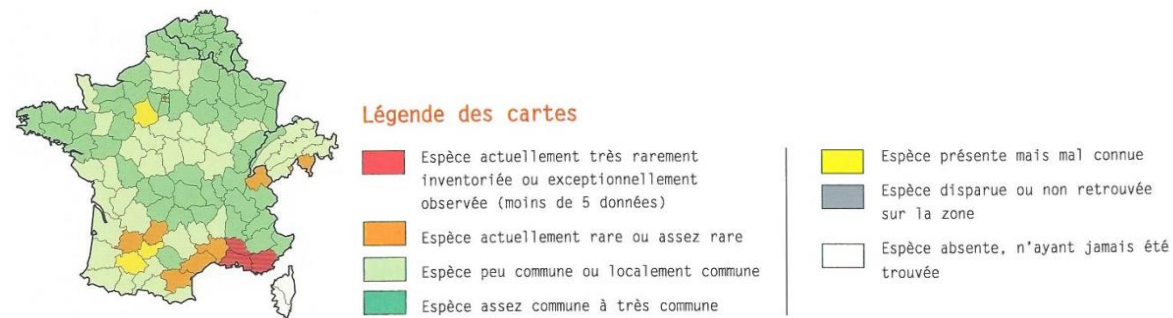 Légende des cartes
Espèce actuellement très rarement
inventoriée ou exceptionnellement
observée (moins de 5 données)
Espèce actuellement rare ou assez rare
Espèce peu commune ou localement commune
Espèce assez commune à très commune
Espèce présente mais mal connue
Espèce disparue ou non retrouvée
sur la zone
Espèce absente, n'ayant jamais été
trouvée